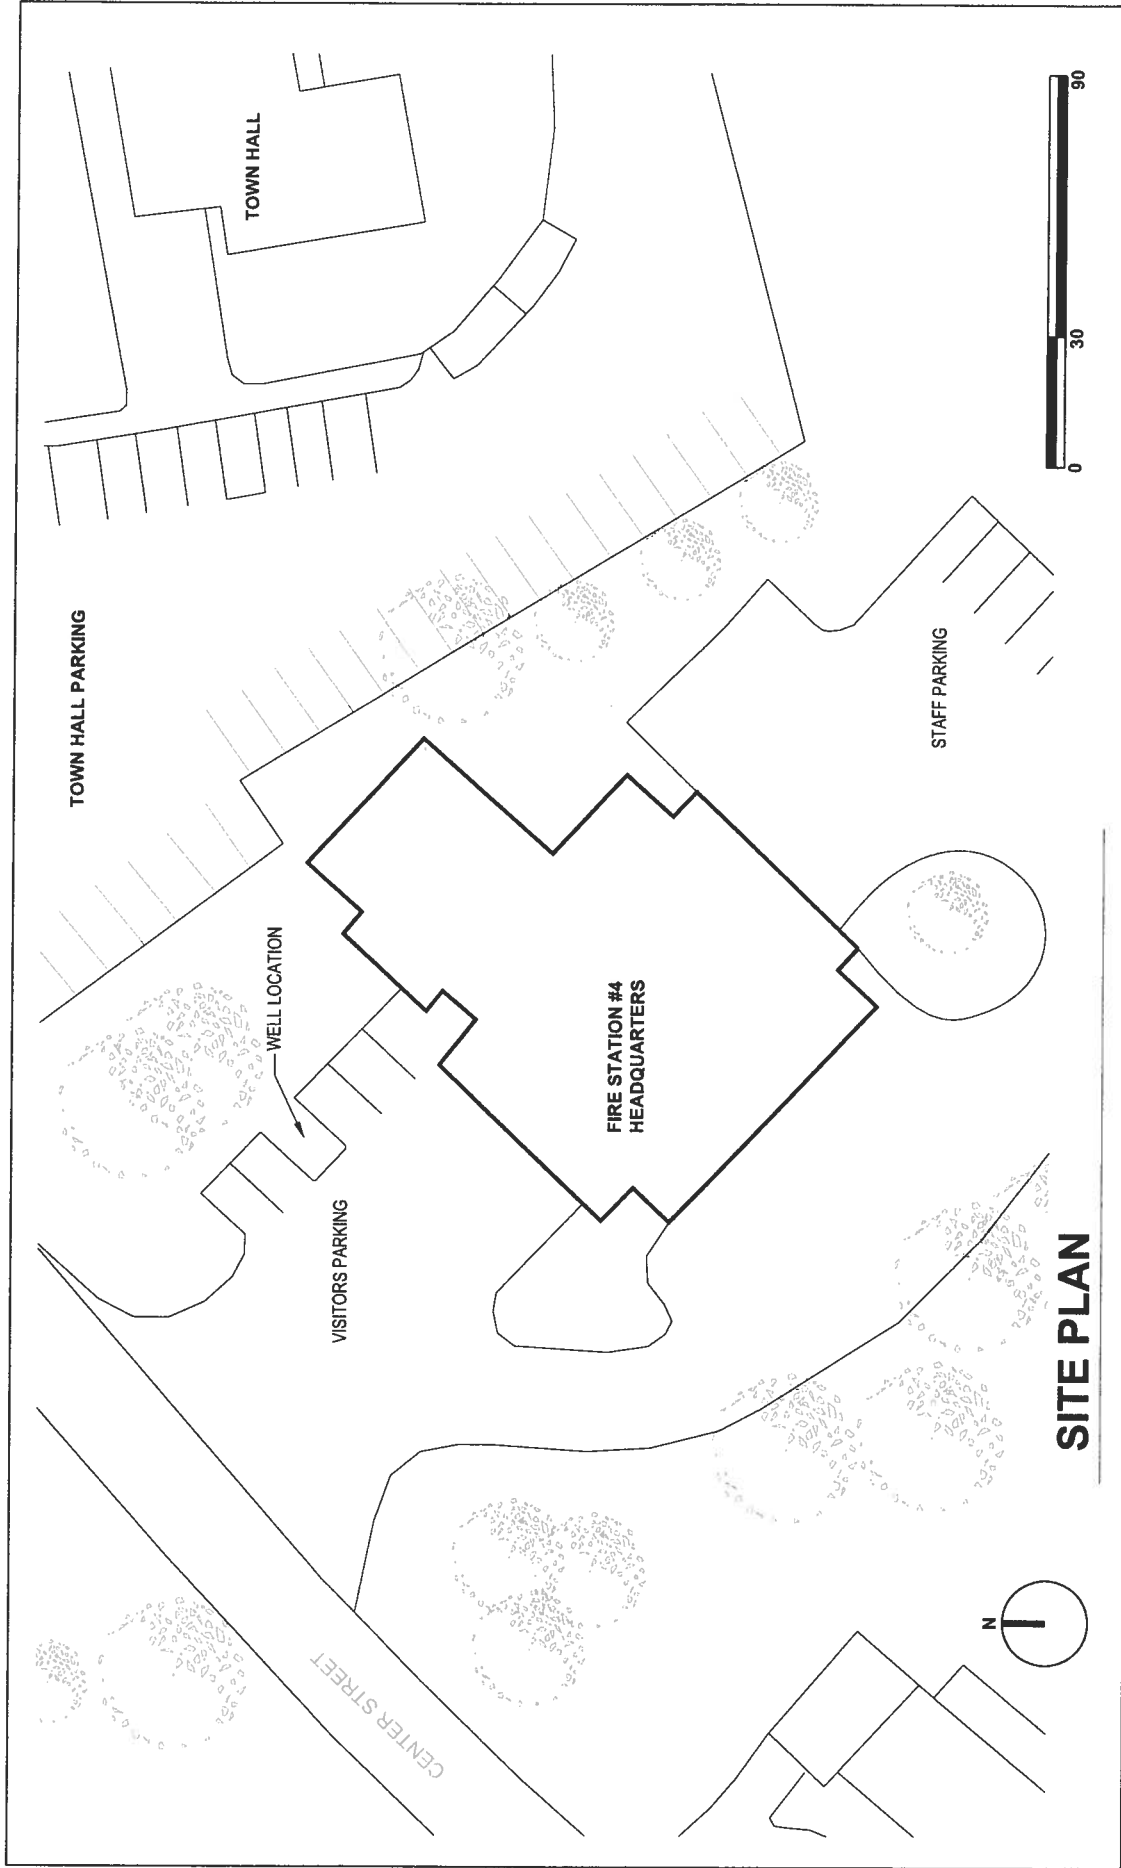 TOWN HALL PARKING
TOWN HALL
WELL LOCATION
VISITORS PARKING
FIRE STATION #4
HEADQUARTERS
STAFF PARKING
CENTER STREET
N
SITE PLAN
0
30
90